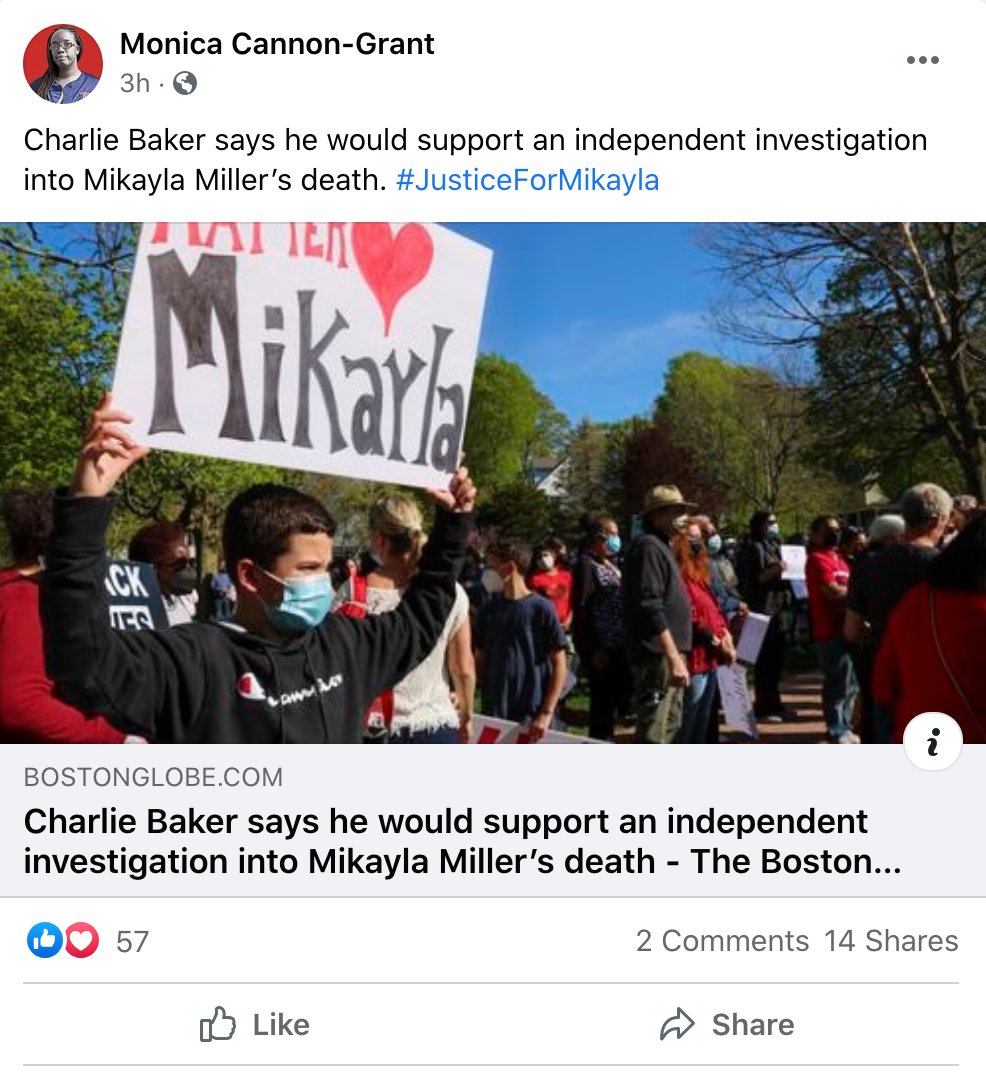 Monica Cannon-Grant
3h ·
Charlie Baker says he would support an independent investigation
into Mikayla Miller’s death. #JusticeForMikayla
MATTER
Mikayla
Champion
BOSTONGLOBE.COM
Charlie Baker says he would support an independent
investigation into Mikayla Miller’s death - The Boston...
57
2 Comments 14 Shares
Like
Share